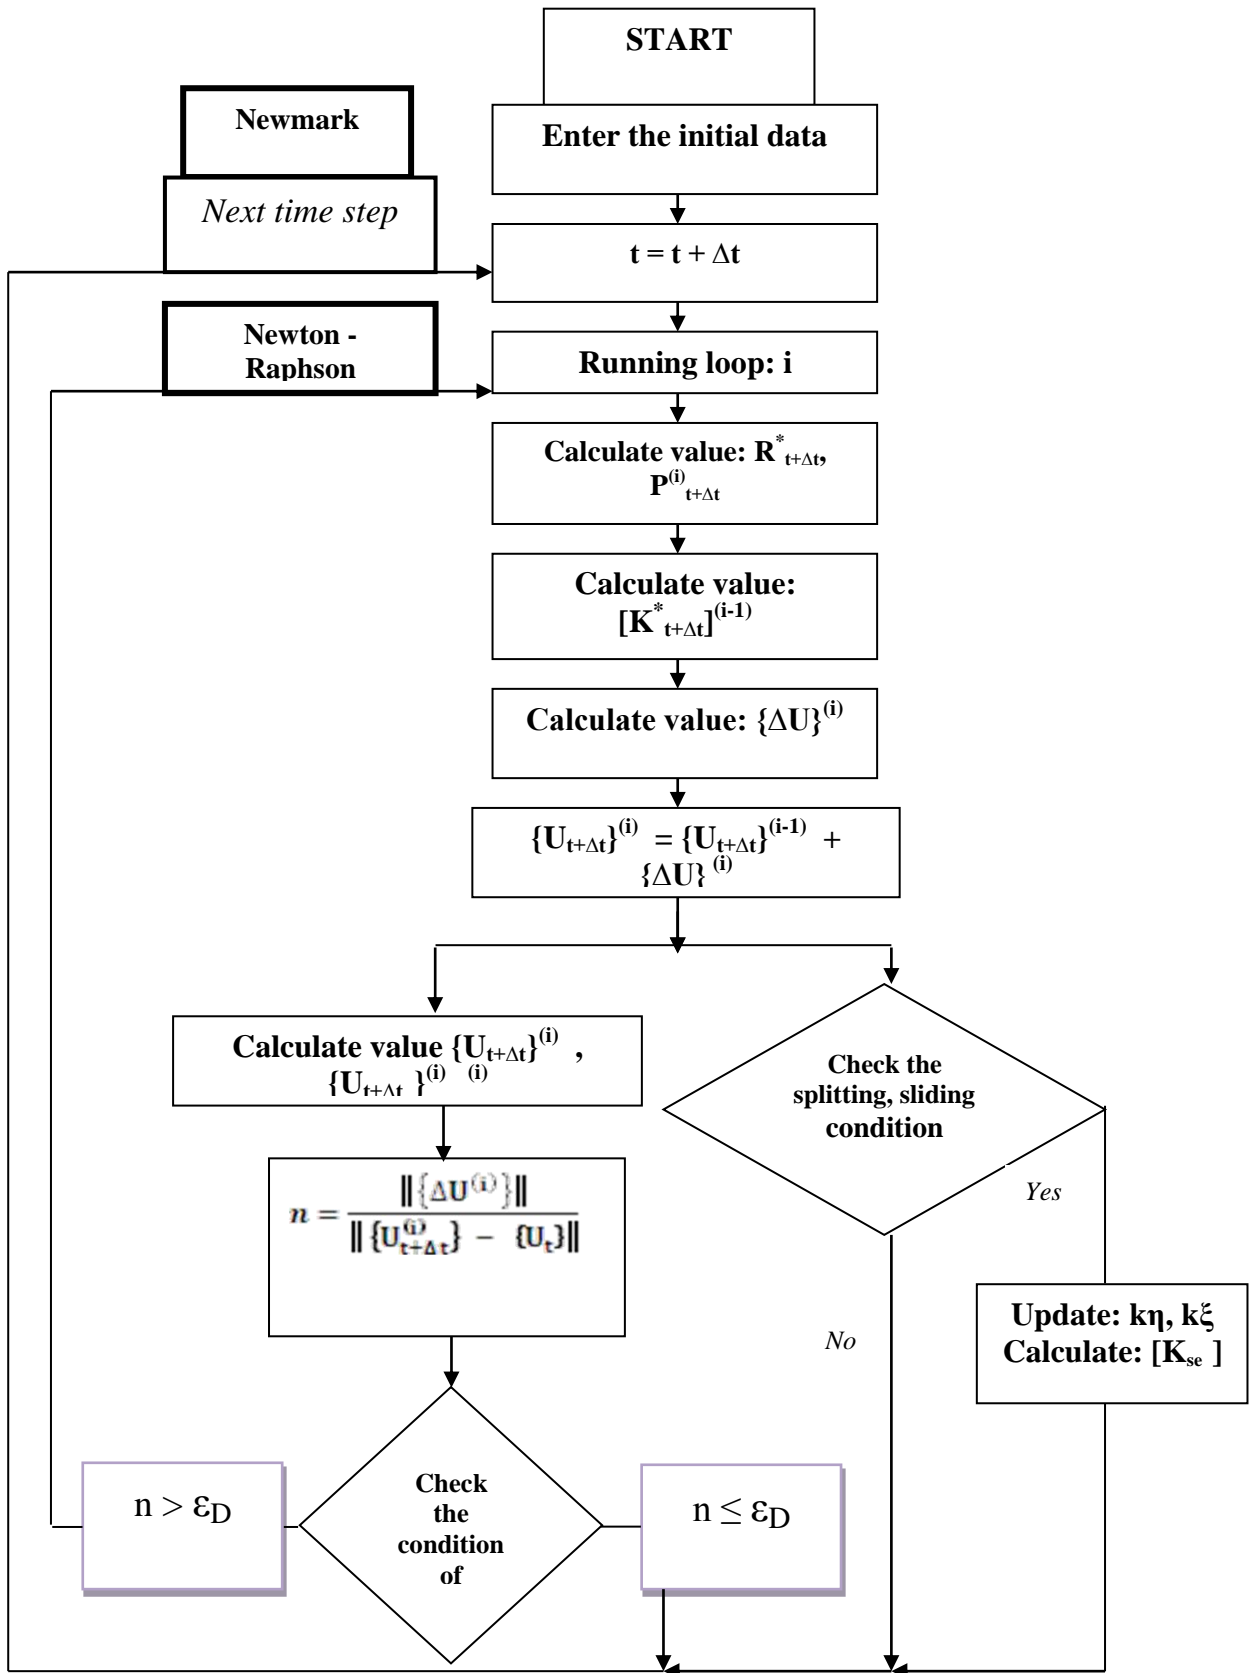 START
Newmark
Enter the initial data
Next time step
t = t + Δt
Newton -
Raphson
Running loop: i
Calculate value: R*t+Δt,
P(i)t+Δt
Calculate value:
[K*t+Δt](i-1)
Calculate value: {ΔU}(i)
{Ut+Δt}(i) = {Ut+Δt}(i-1) +
{ΔU} (i)
Calculate value {Ut+Δt}(i) ,
{Ut+Δt }(i) (i)
Check the
splitting, sliding
condition
n = ‖{ΔU(i)}‖ / ‖{U(i)t+Δt} − {Ut}‖
Yes
Update: kη, kξ
Calculate: [Kse ]
No
Check
the
condition
of
n > εD
n ≤ εD